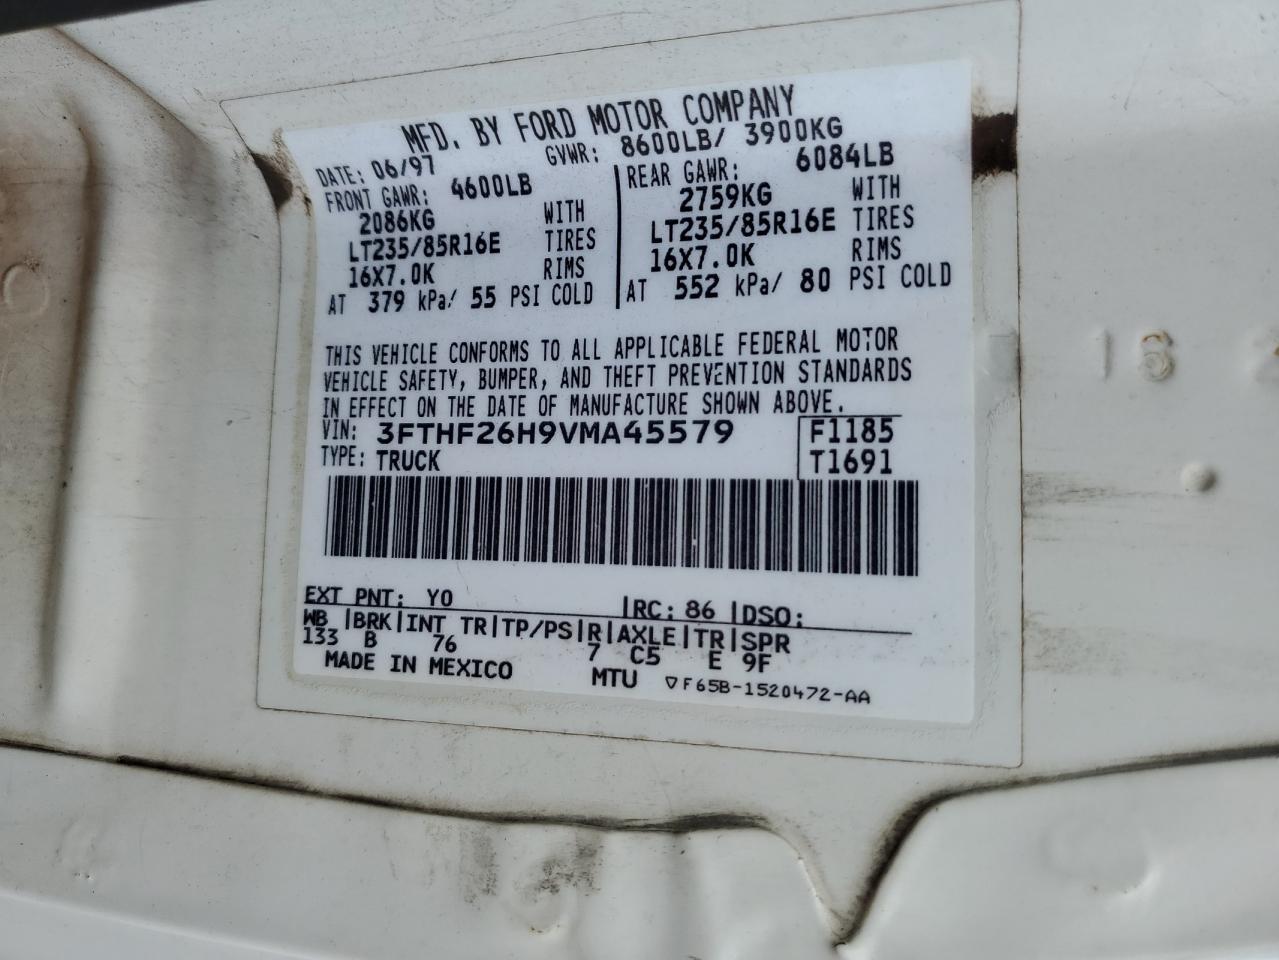 MFD. BY FORD MOTOR COMPANY
DATE: 06/97 GVWR: 8600LB/ 3900KG
FRONT GAWR: 4600LB
2086KG WITH
LT235/85R16E TIRES
16X7.0K RIMS
AT 379 kPa/ 55 PSI COLD
REAR GAWR: 6084LB
2759KG WITH
LT235/85R16E TIRES
16X7.0K RIMS
AT 552 kPa/ 80 PSI COLD
THIS VEHICLE CONFORMS TO ALL APPLICABLE FEDERAL MOTOR
VEHICLE SAFETY, BUMPER, AND THEFT PREVENTION STANDARDS
IN EFFECT ON THE DATE OF MANUFACTURE SHOWN ABOVE.
VIN: 3FTHF26H9VMA45579 F1185
TYPE: TRUCK T1691
EXT PNT: YO |RC: 86 |DSO:
WB |BRK|INT TR|TP/PS|R|AXLE|TR|SPR
133 B 76 7 C5 E 9F
MADE IN MEXICO MTU ▽F65B-1520472-AA